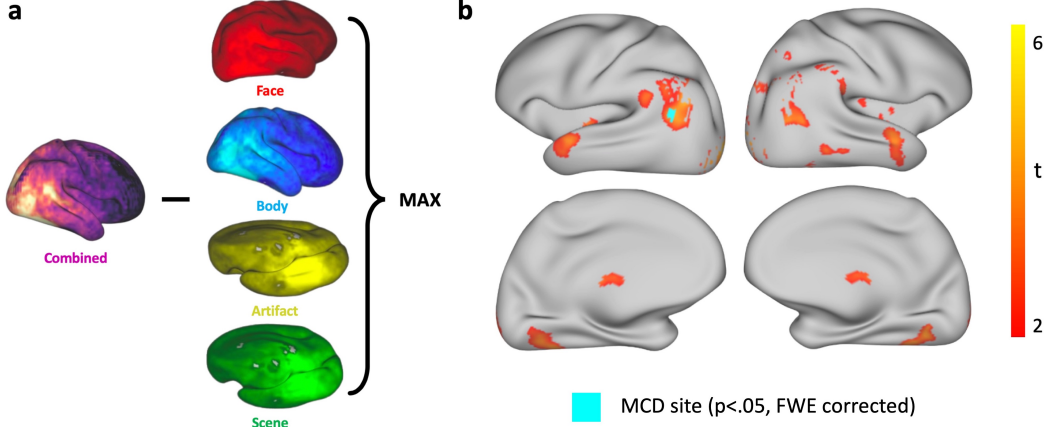 a
Face
Body
Combined
Artifact
Scene
MAX
b
6
t
2
MCD site (p<.05, FWE corrected)